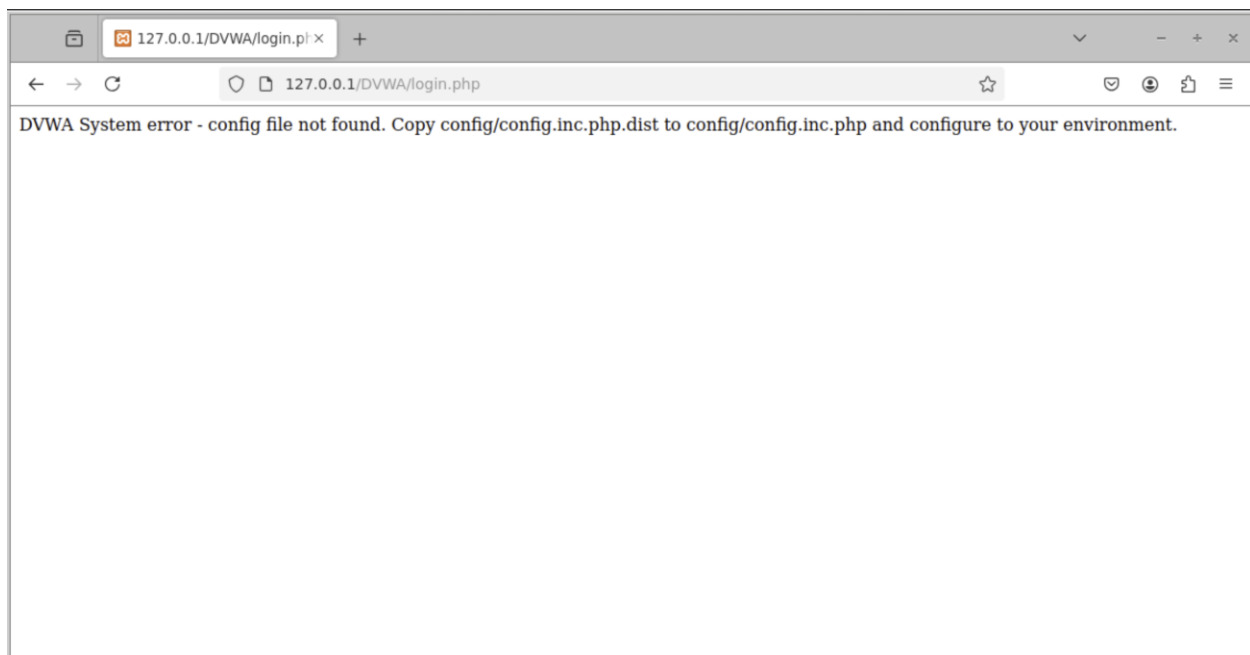 127.0.0.1/DVWA/login.ph
127.0.0.1/DVWA/login.php
DVWA System error - config file not found. Copy config/config.inc.php.dist to config/config.inc.php and configure to your environment.